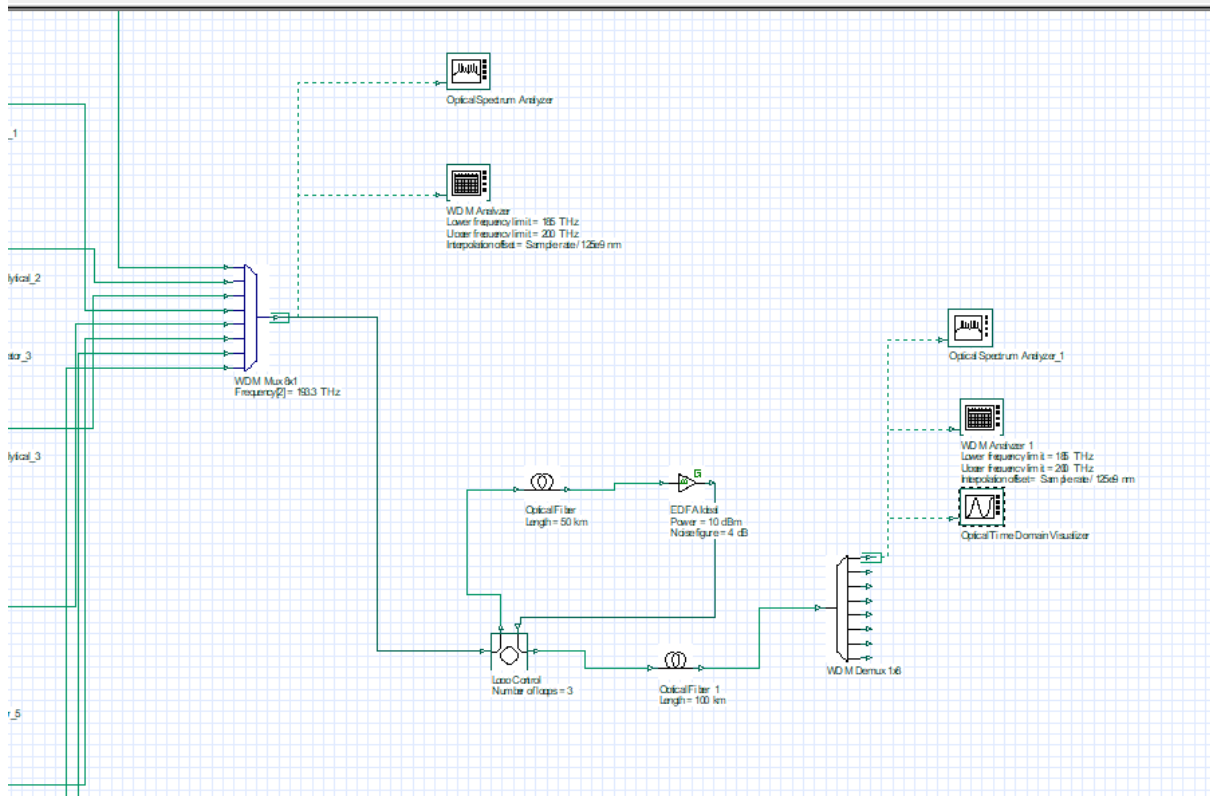 Optical Spectrum Analyzer
_1
WDM Analyzer
Lower frequency limit = 185 THz
Upper frequency limit = 200 THz
Interpolation offset = Sample rate / 125e9 nm
lytical_2
ator_3
WDM Mux 8x1
Frequency[2] = 193.3 THz
Optical Spectrum Analyzer_1
lytical_3
WDM Analyzer 1
Lower frequency limit = 185 THz
Upper frequency limit = 200 THz
Interpolation offset = Sample rate / 125e9 nm
G
Optical Fiber
Length = 50 km
EDFA Ideal
Power = 10 dBm
Noise figure = 4 dB
Optical Time Domain Visualizer
WDM Demux 1x8
Loop Control
Number of loops = 3
Optical Fiber 1
Length = 100 km
r_5